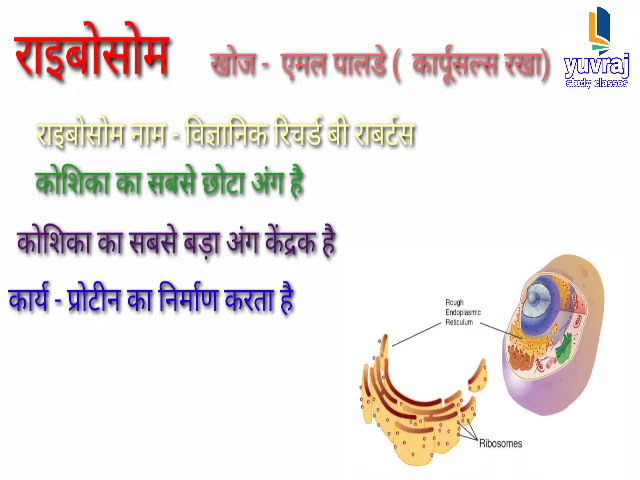 राइबोसोम
खोज - एमल पालडे ( कार्पूसल्स रखा)
yuvraj
study classes
राइबोसोम नाम - विज्ञानिक रिचर्ड बी राबर्टस
कोशिका का सबसे छोटा अंग है
कोशिका का सबसे बड़ा अंग केंद्रक है
कार्य - प्रोटीन का निर्माण करता है
Rough
Endoplasmic
Reticulum
Ribosomes